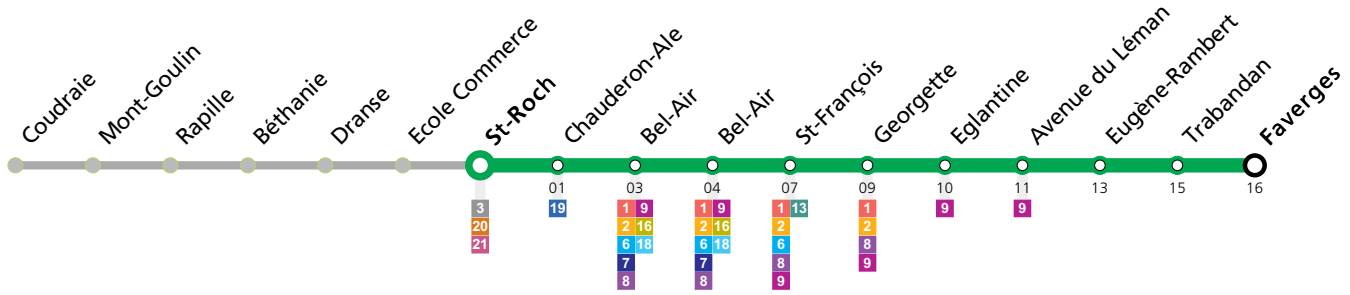 Coudraie
Mont-Goulin
Rapille
Béthanie
Dranse
Ecole Commerce
St-Roch
Chauderon-Ale
Bel-Air
Bel-Air
St-François
Georgette
Eglantine
Avenue du Léman
Eugène-Rambert
Trabandan
Faverges
01 03 04 07 09 10 11 13 15 16
3 19 1 9 1 9 1 13 1 9 9
20 2 16 2 16 2 2
21 6 18 6 18 6 8
7 7 8 9
8 8 9